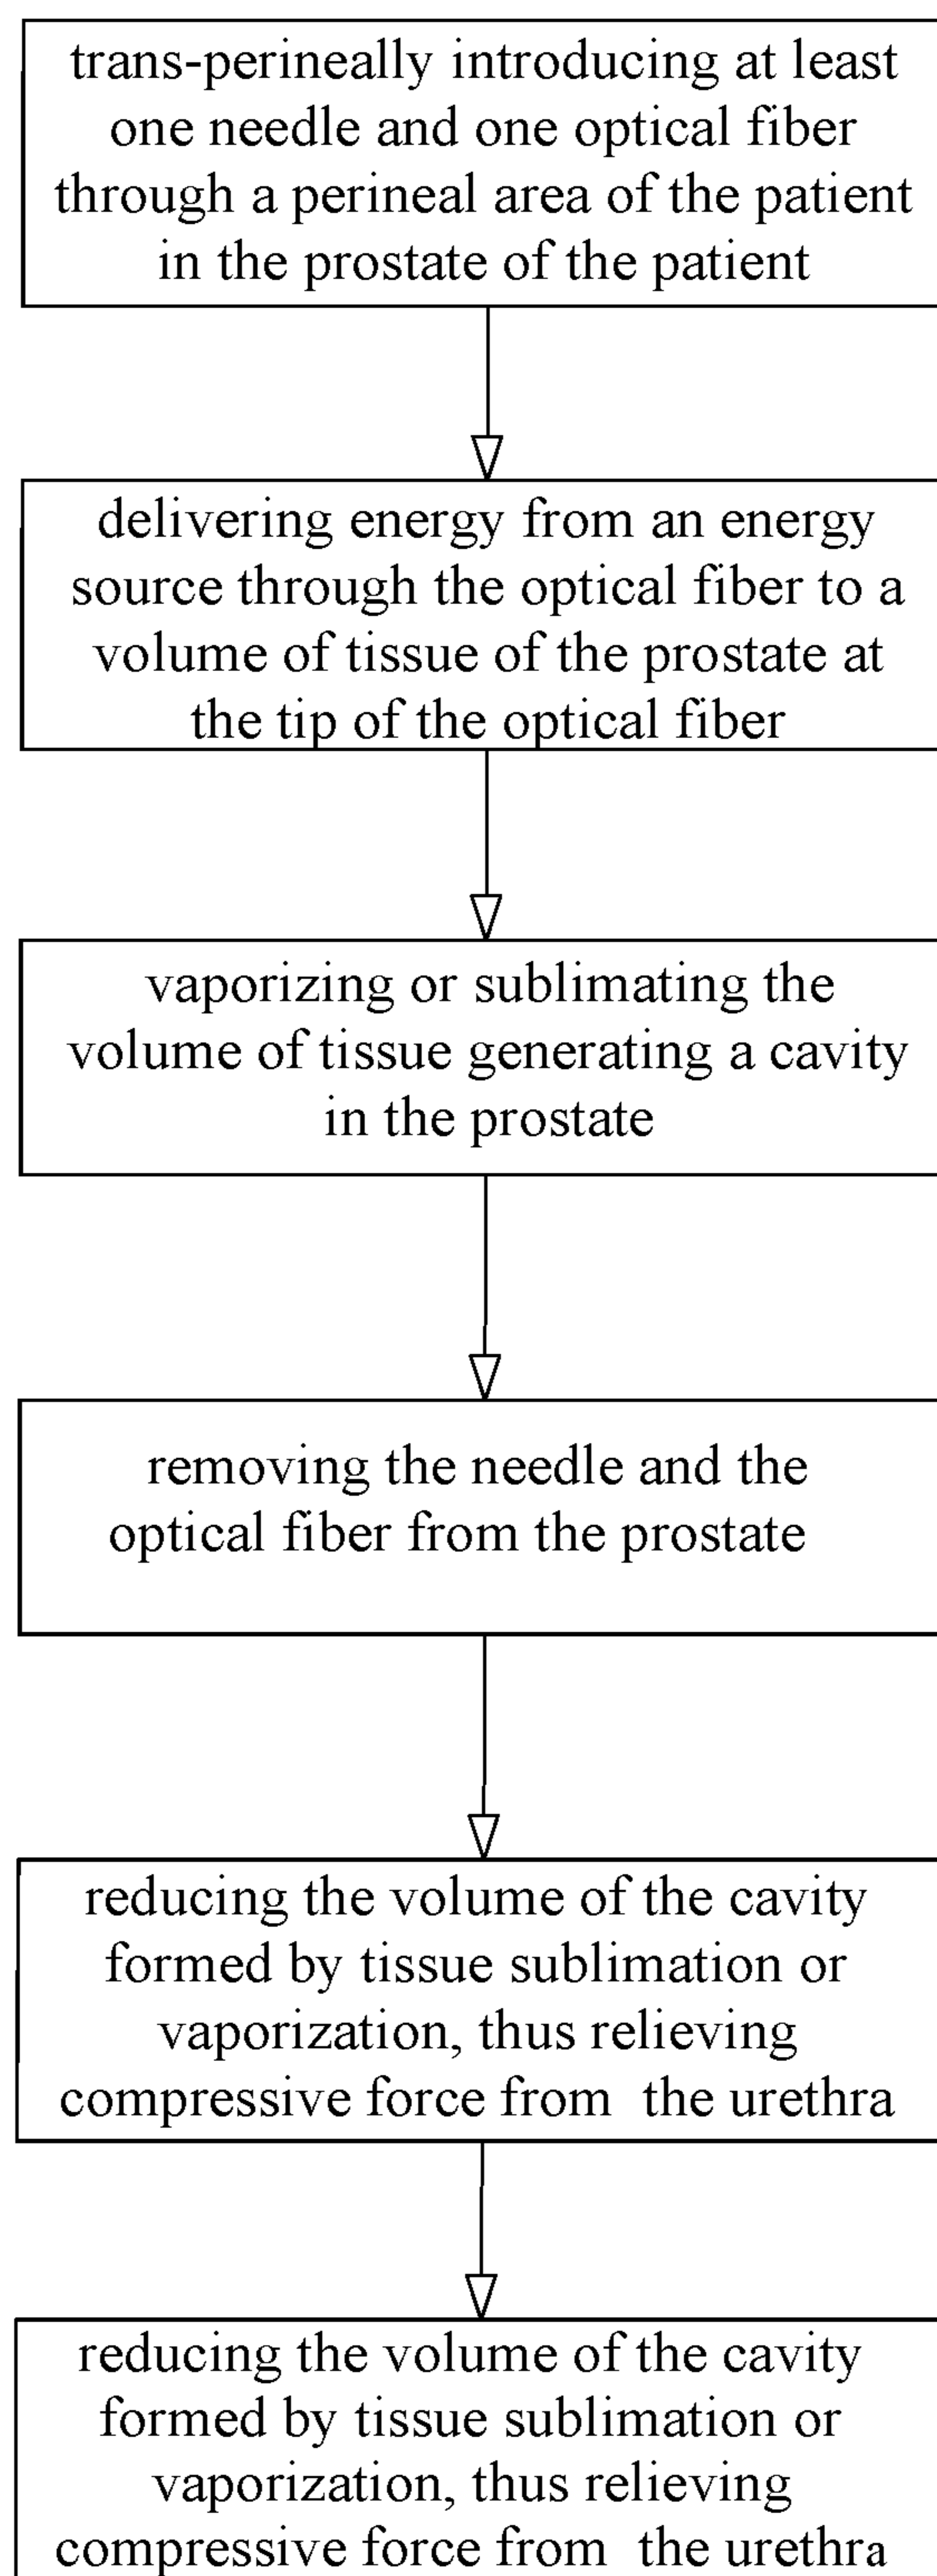 trans-perineally introducing at least
one needle and one optical fiber
through a perineal area of the patient
in the prostate of the patient
delivering energy from an energy
source through the optical fiber to a
volume of tissue of the prostate at
the tip of the optical fiber
vaporizing or sublimating the
volume of tissue generating a cavity
in the prostate
removing the needle and the
optical fiber from the prostate
reducing the volume of the cavity
formed by tissue sublimation or
vaporization, thus relieving
compressive force from  the urethra
reducing the volume of the cavity
formed by tissue sublimation or
vaporization, thus relieving
compressive force from  the urethra